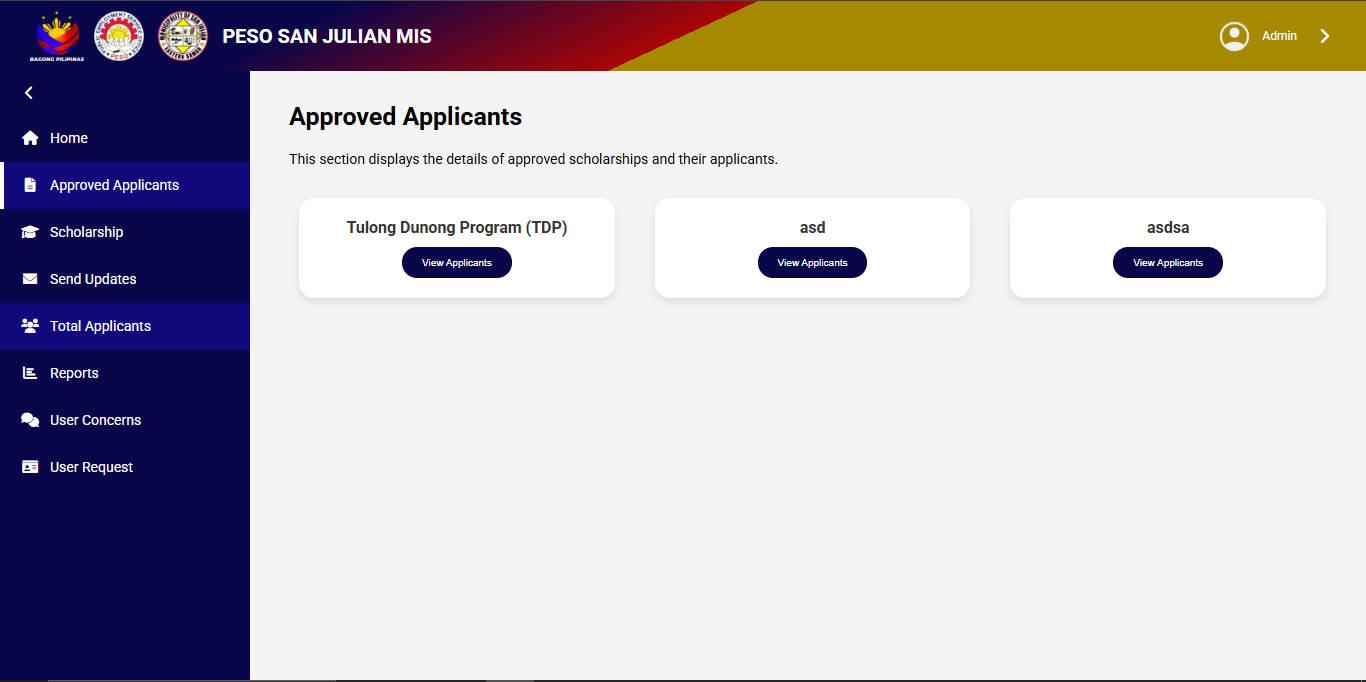 BAGONG PILIPINAS
PESO
PESO SAN JULIAN MIS
Admin
Home
Approved Applicants
Scholarship
Send Updates
Total Applicants
Reports
User Concerns
User Request
Approved Applicants
This section displays the details of approved scholarships and their applicants.
Tulong Dunong Program (TDP)
View Applicants
asd
View Applicants
asdsa
View Applicants